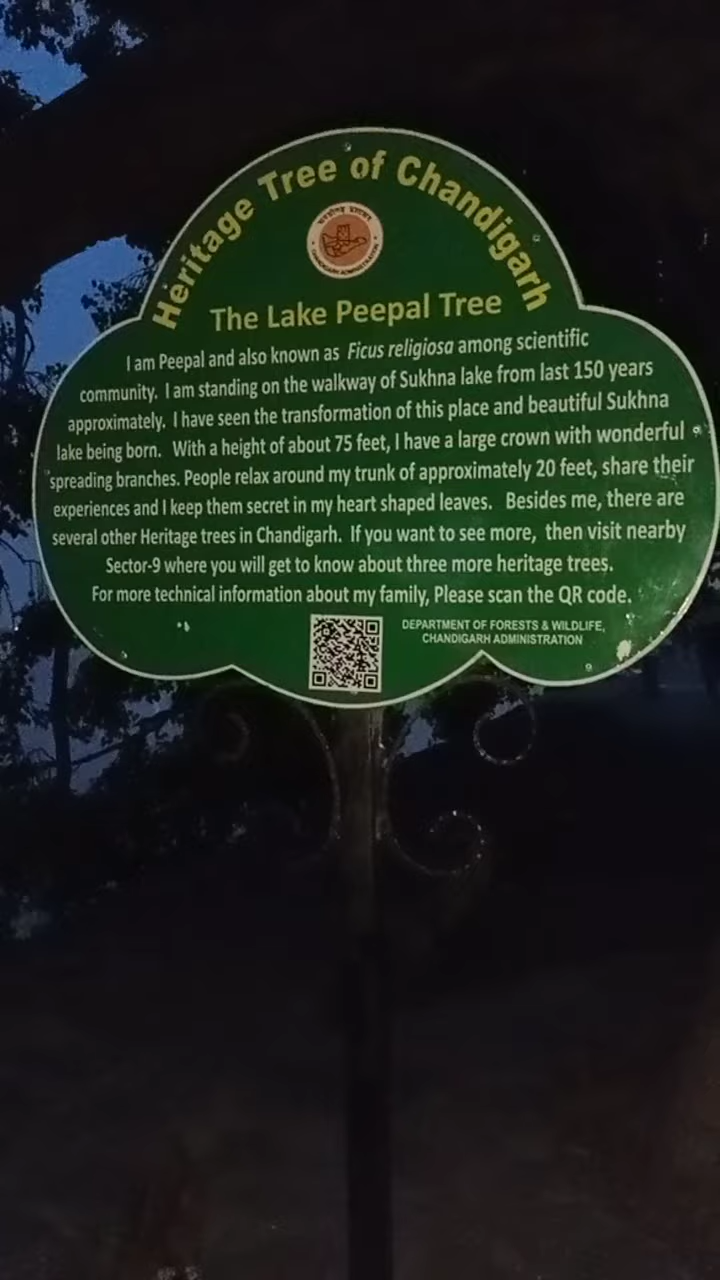 Heritage Tree of Chandigarh
चण्डीगढ़ प्रशासन
CHANDIGARH ADMINISTRATION
The Lake Peepal Tree
I am Peepal and also known as Ficus religiosa among scientific
community. I am standing on the walkway of Sukhna lake from last 150 years
approximately. I have seen the transformation of this place and beautiful Sukhna
lake being born. With a height of about 75 feet, I have a large crown with wonderful
spreading branches. People relax around my trunk of approximately 20 feet, share their
experiences and I keep them secret in my heart shaped leaves. Besides me, there are
several other Heritage trees in Chandigarh. If you want to see more, then visit nearby
Sector-9 where you will get to know about three more heritage trees.
For more technical information about my family, Please scan the QR code.
DEPARTMENT OF FORESTS & WILDLIFE,
CHANDIGARH ADMINISTRATION